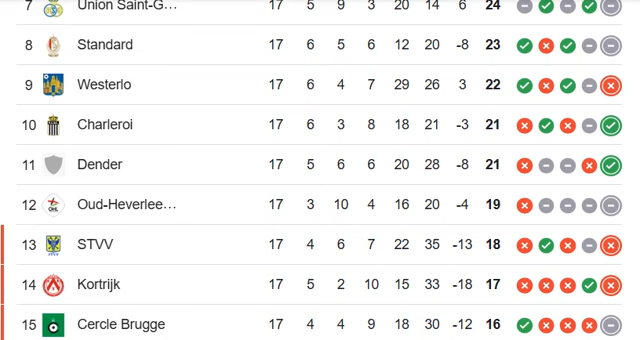 7 Union Saint-G... 17 5 9 3 20 14 6 24
8 Standard 17 6 5 6 12 20 -8 23
9 Westerlo 17 6 4 7 29 26 3 22
10 Charleroi 17 6 3 8 18 21 -3 21
11 Dender 17 5 6 6 20 28 -8 21
12 Oud-Heverlee... 17 3 10 4 16 20 -4 19
13 STVV 17 4 6 7 22 35 -13 18
14 Kortrijk 17 5 2 10 15 33 -18 17
15 Cercle Brugge 17 4 4 9 18 30 -12 16